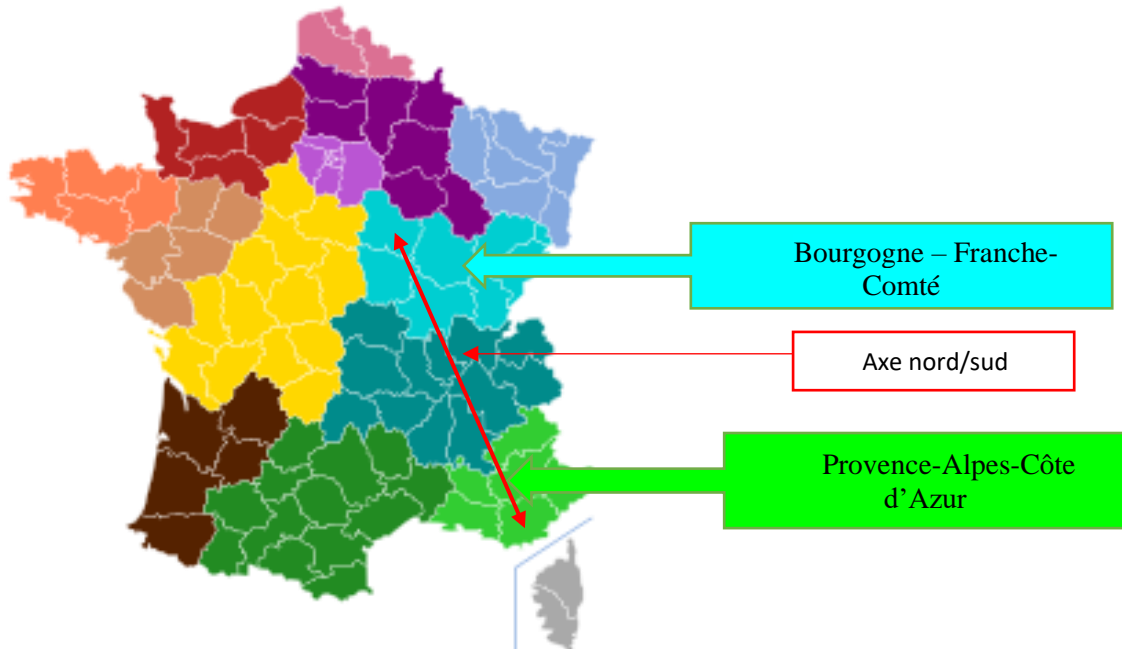 Bourgogne – Franche-
Comté
Axe nord/sud
Provence-Alpes-Côte
d’Azur